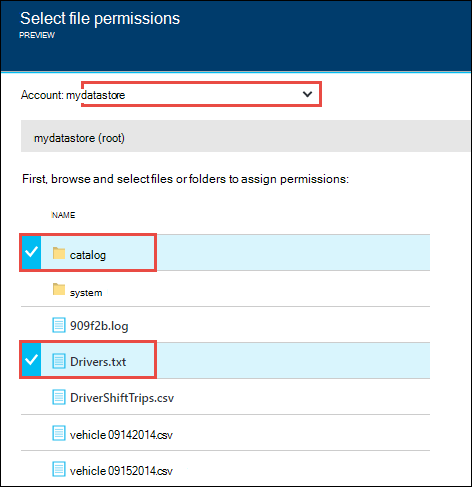 Select file permissions
PREVIEW
Account: mydatastore
mydatastore (root)
First, browse and select files or folders to assign permissions:
NAME
catalog
system
909f2b.log
Drivers.txt
DriverShiftTrips.csv
vehicle 09142014.csv
vehicle 09152014.csv